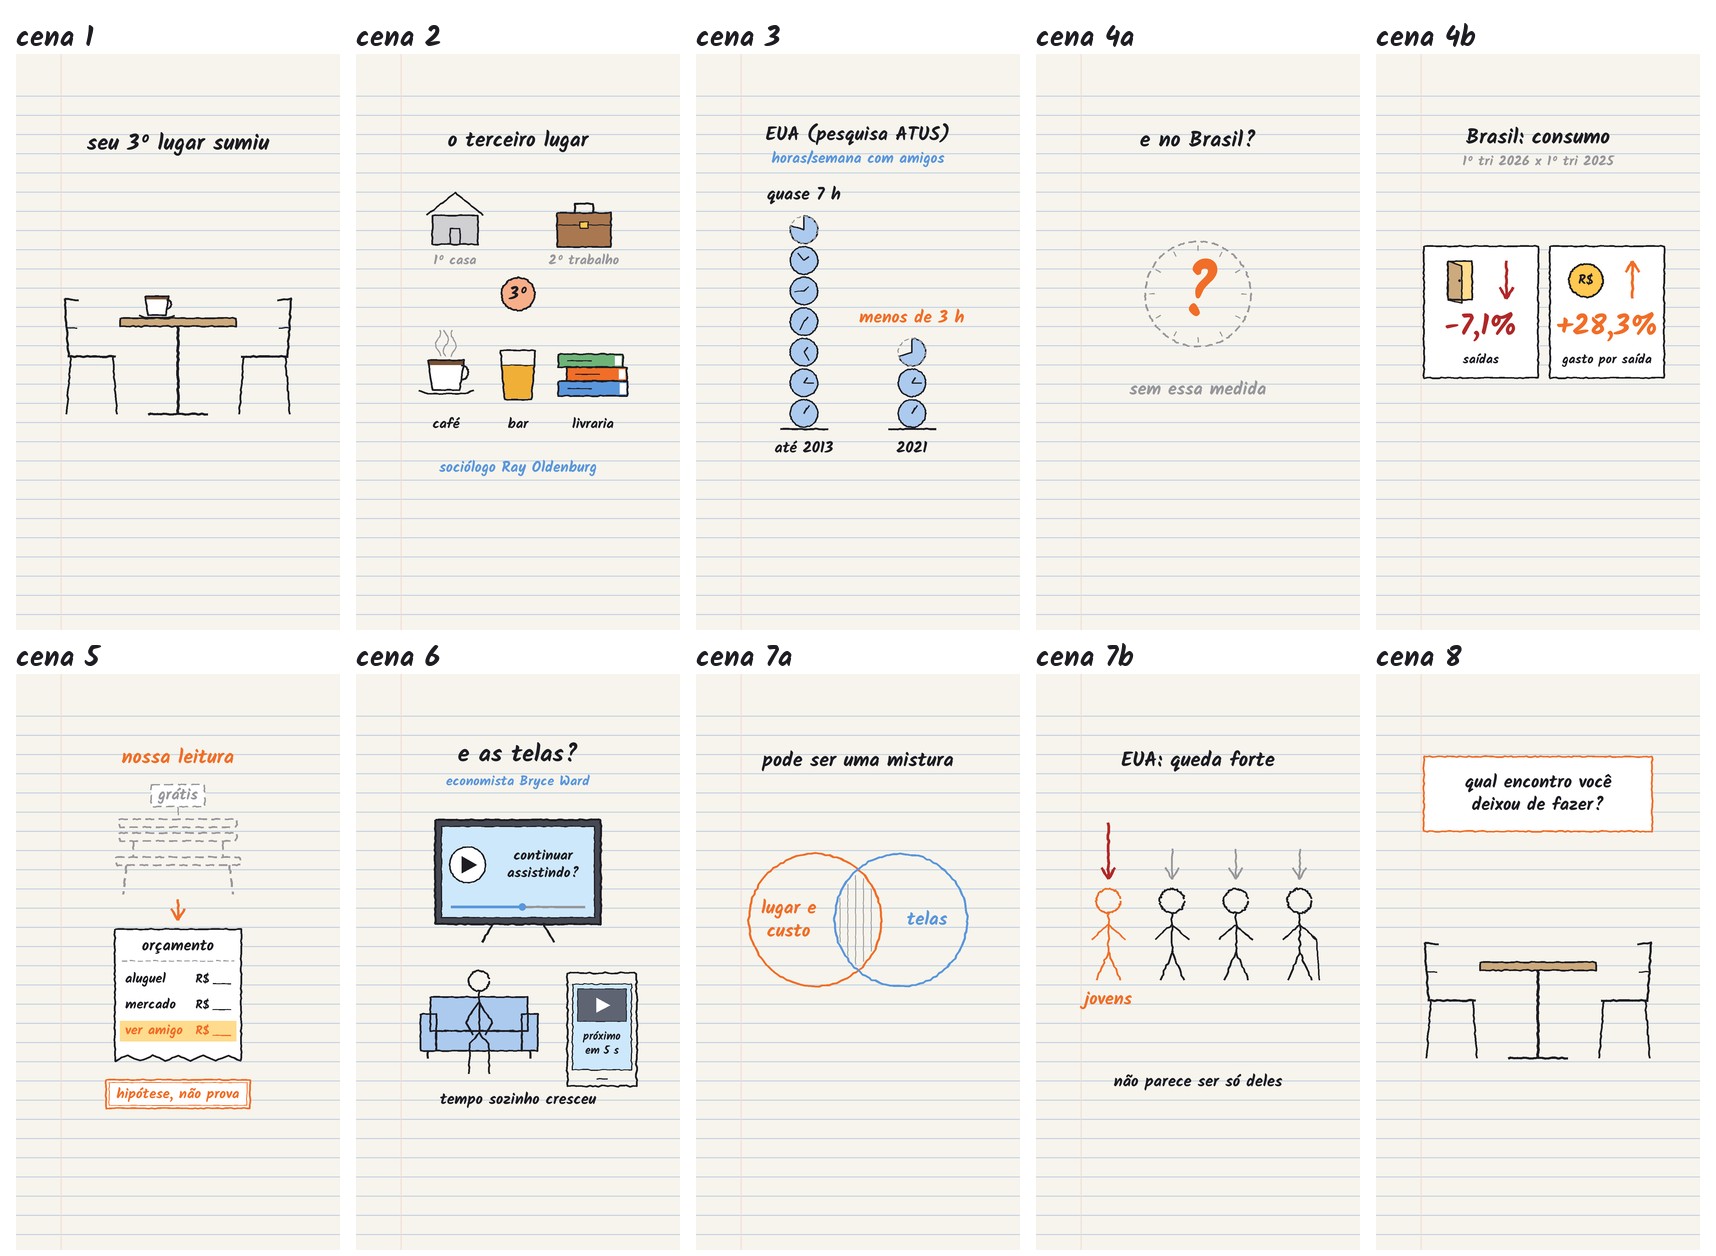 cena 1
seu 3º lugar sumiu
cena 2
o terceiro lugar
1º casa
2º trabalho
3º
café
bar
livraria
sociólogo Ray Oldenburg
cena 3
EUA (pesquisa ATUS)
horas/semana com amigos
quase 7 h
menos de 3 h
até 2013
2021
cena 4a
e no Brasil?
?
sem essa medida
cena 4b
Brasil: consumo
1º tri 2026 x 1º tri 2025
R$
-7,1%
+28,3%
saídas
gasto por saída
cena 5
nossa leitura
grátis
orçamento
aluguel R$ __
mercado R$ __
ver amigo R$ __
hipótese, não prova
cena 6
e as telas?
economista Bryce Ward
continuar
assistindo?
próximo
em 5 s
tempo sozinho cresceu
cena 7a
pode ser uma mistura
lugar e
custo
telas
cena 7b
EUA: queda forte
jovens
não parece ser só deles
cena 8
qual encontro você
deixou de fazer?